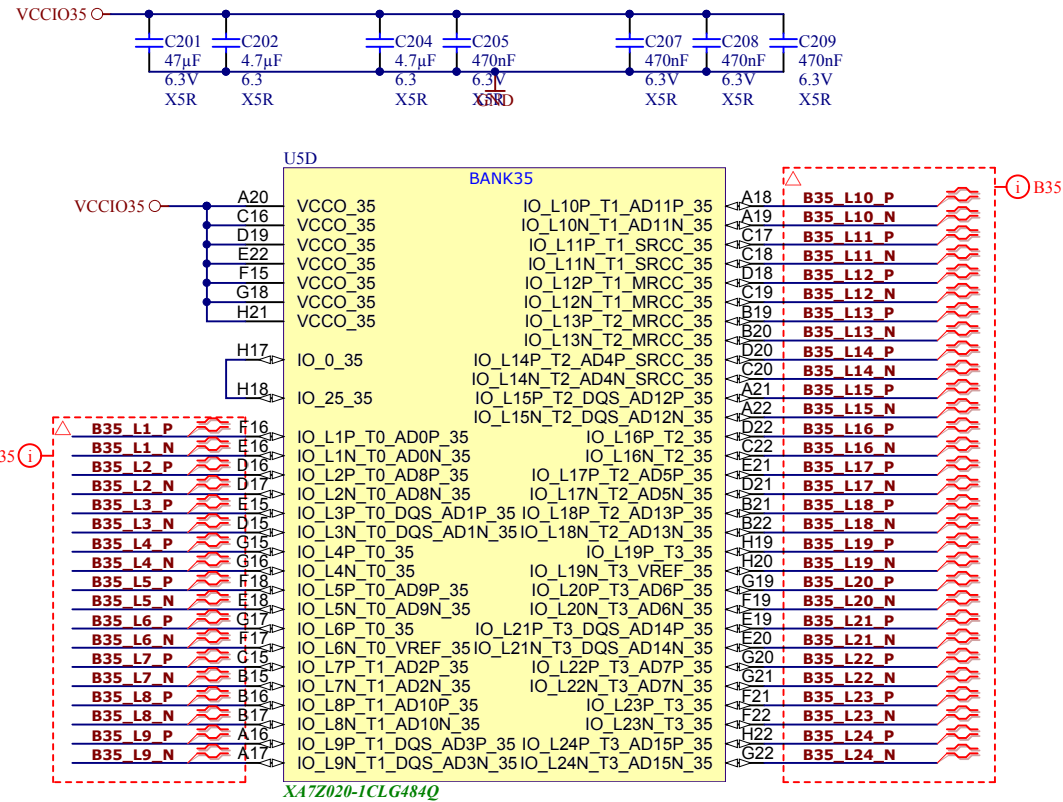 VCCIO35
C201
47µF
6.3V
X5R
C202
4.7µF
6.3
X5R
C204
4.7µF
6.3
X5R
C205
470nF
6.3V
X5R
GND
C207
470nF
6.3V
X5R
C208
470nF
6.3V
X5R
C209
470nF
6.3V
X5R
U5D
BANK35
VCCIO35
A20 VCCO_35
C16 VCCO_35
D19 VCCO_35
E22 VCCO_35
F15 VCCO_35
G18 VCCO_35
H21 VCCO_35
H17 IO_0_35
H18 IO_25_35
35 i
B35_L1_P F16 IO_L1P_T0_AD0P_35
B35_L1_N E16 IO_L1N_T0_AD0N_35
B35_L2_P D16 IO_L2P_T0_AD8P_35
B35_L2_N D17 IO_L2N_T0_AD8N_35
B35_L3_P E15 IO_L3P_T0_DQS_AD1P_35
B35_L3_N D15 IO_L3N_T0_DQS_AD1N_35
B35_L4_P G15 IO_L4P_T0_35
B35_L4_N G16 IO_L4N_T0_35
B35_L5_P F18 IO_L5P_T0_AD9P_35
B35_L5_N E18 IO_L5N_T0_AD9N_35
B35_L6_P G17 IO_L6P_T0_35
B35_L6_N F17 IO_L6N_T0_VREF_35
B35_L7_P C15 IO_L7P_T1_AD2P_35
B35_L7_N B15 IO_L7N_T1_AD2N_35
B35_L8_P B16 IO_L8P_T1_AD10P_35
B35_L8_N B17 IO_L8N_T1_AD10N_35
B35_L9_P A16 IO_L9P_T1_DQS_AD3P_35
B35_L9_N A17 IO_L9N_T1_DQS_AD3N_35
IO_L10P_T1_AD11P_35 A18 B35_L10_P
IO_L10N_T1_AD11N_35 A19 B35_L10_N
IO_L11P_T1_SRCC_35 C17 B35_L11_P
IO_L11N_T1_SRCC_35 C18 B35_L11_N
IO_L12P_T1_MRCC_35 D18 B35_L12_P
IO_L12N_T1_MRCC_35 C19 B35_L12_N
IO_L13P_T2_MRCC_35 B19 B35_L13_P
IO_L13N_T2_MRCC_35 B20 B35_L13_N
IO_L14P_T2_AD4P_SRCC_35 D20 B35_L14_P
IO_L14N_T2_AD4N_SRCC_35 C20 B35_L14_N
IO_L15P_T2_DQS_AD12P_35 A21 B35_L15_P
IO_L15N_T2_DQS_AD12N_35 A22 B35_L15_N
IO_L16P_T2_35 D22 B35_L16_P
IO_L16N_T2_35 C22 B35_L16_N
IO_L17P_T2_AD5P_35 E21 B35_L17_P
IO_L17N_T2_AD5N_35 D21 B35_L17_N
IO_L18P_T2_AD13P_35 B21 B35_L18_P
IO_L18N_T2_AD13N_35 B22 B35_L18_N
IO_L19P_T3_35 H19 B35_L19_P
IO_L19N_T3_VREF_35 H20 B35_L19_N
IO_L20P_T3_AD6P_35 G19 B35_L20_P
IO_L20N_T3_AD6N_35 F19 B35_L20_N
IO_L21P_T3_DQS_AD14P_35 E19 B35_L21_P
IO_L21N_T3_DQS_AD14N_35 E20 B35_L21_N
IO_L22P_T3_AD7P_35 G20 B35_L22_P
IO_L22N_T3_AD7N_35 G21 B35_L22_N
IO_L23P_T3_35 F21 B35_L23_P
IO_L23N_T3_35 F22 B35_L23_N
IO_L24P_T3_AD15P_35 H22 B35_L24_P
IO_L24N_T3_AD15N_35 G22 B35_L24_N
i B35
XA7Z020-1CLG484Q